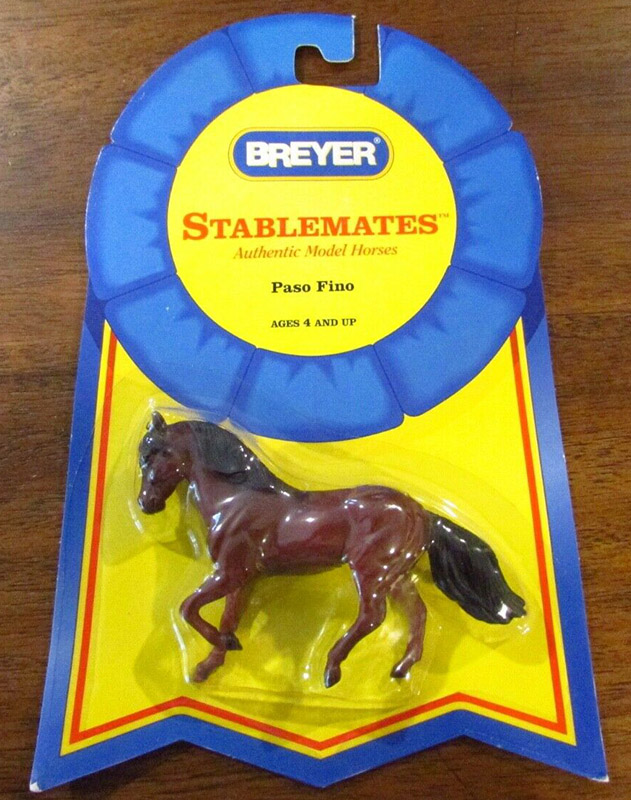 BREYER®
STABLEMATES™
Authentic Model Horses
Paso Fino
AGES 4 AND UP